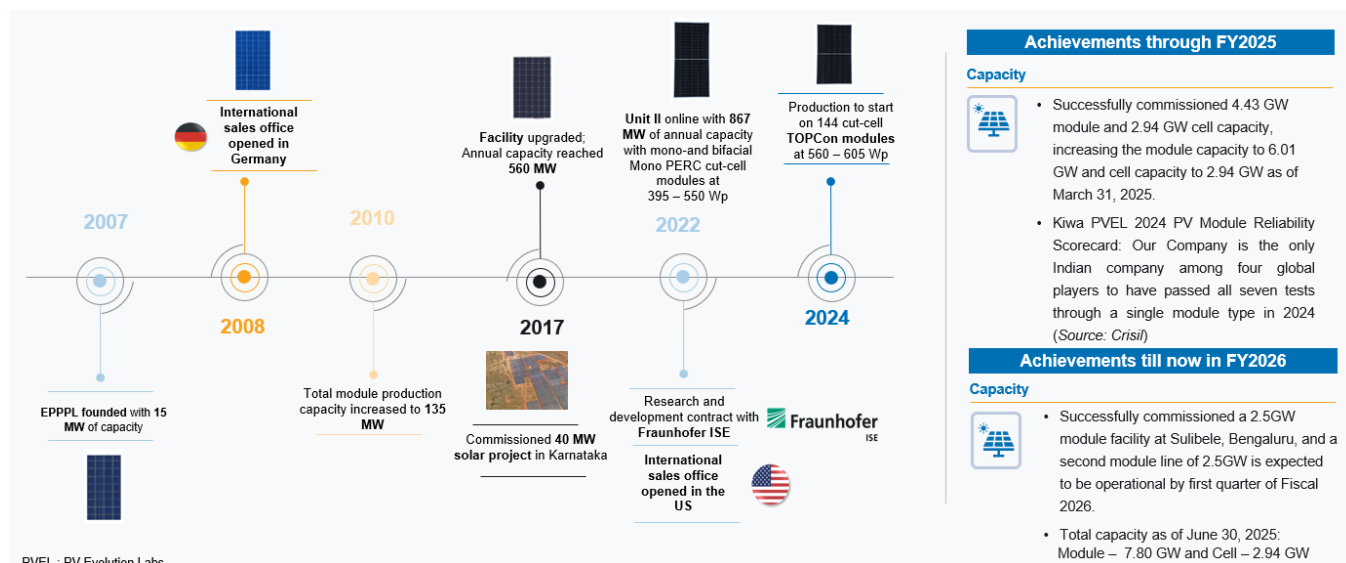 International
sales office
opened in
Germany
Facility upgraded;
Annual capacity reached
560 MW
Unit II online with 867
MW of annual capacity
with mono-and bifacial
Mono PERC cut-cell
modules at
395 – 550 Wp
Production to start
on 144 cut-cell
TOPCon modules
at 560 – 605 Wp
2007
2010
2022
2008
2017
2024
EPPPL founded with 15
MW of capacity
Total module production
capacity increased to 135
MW
Commissioned 40 MW
solar project in Karnataka
Research and
development contract with
Fraunhofer ISE
Fraunhofer
ISE
International
sales office
opened in the
US
PVEL : PV Evolution Labs
Achievements through FY2025
Capacity
• Successfully commissioned 4.43 GW
module and 2.94 GW cell capacity,
increasing the module capacity to 6.01
GW and cell capacity to 2.94 GW as of
March 31, 2025.
• Kiwa PVEL 2024 PV Module Reliability
Scorecard: Our Company is the only
Indian company among four global
players to have passed all seven tests
through a single module type in 2024
(Source: Crisil)
Achievements till now in FY2026
Capacity
• Successfully commissioned a 2.5GW
module facility at Sulibele, Bengaluru, and a
second module line of 2.5GW is expected
to be operational by first quarter of Fiscal
2026.
• Total capacity as of June 30, 2025:
Module – 7.80 GW and Cell – 2.94 GW